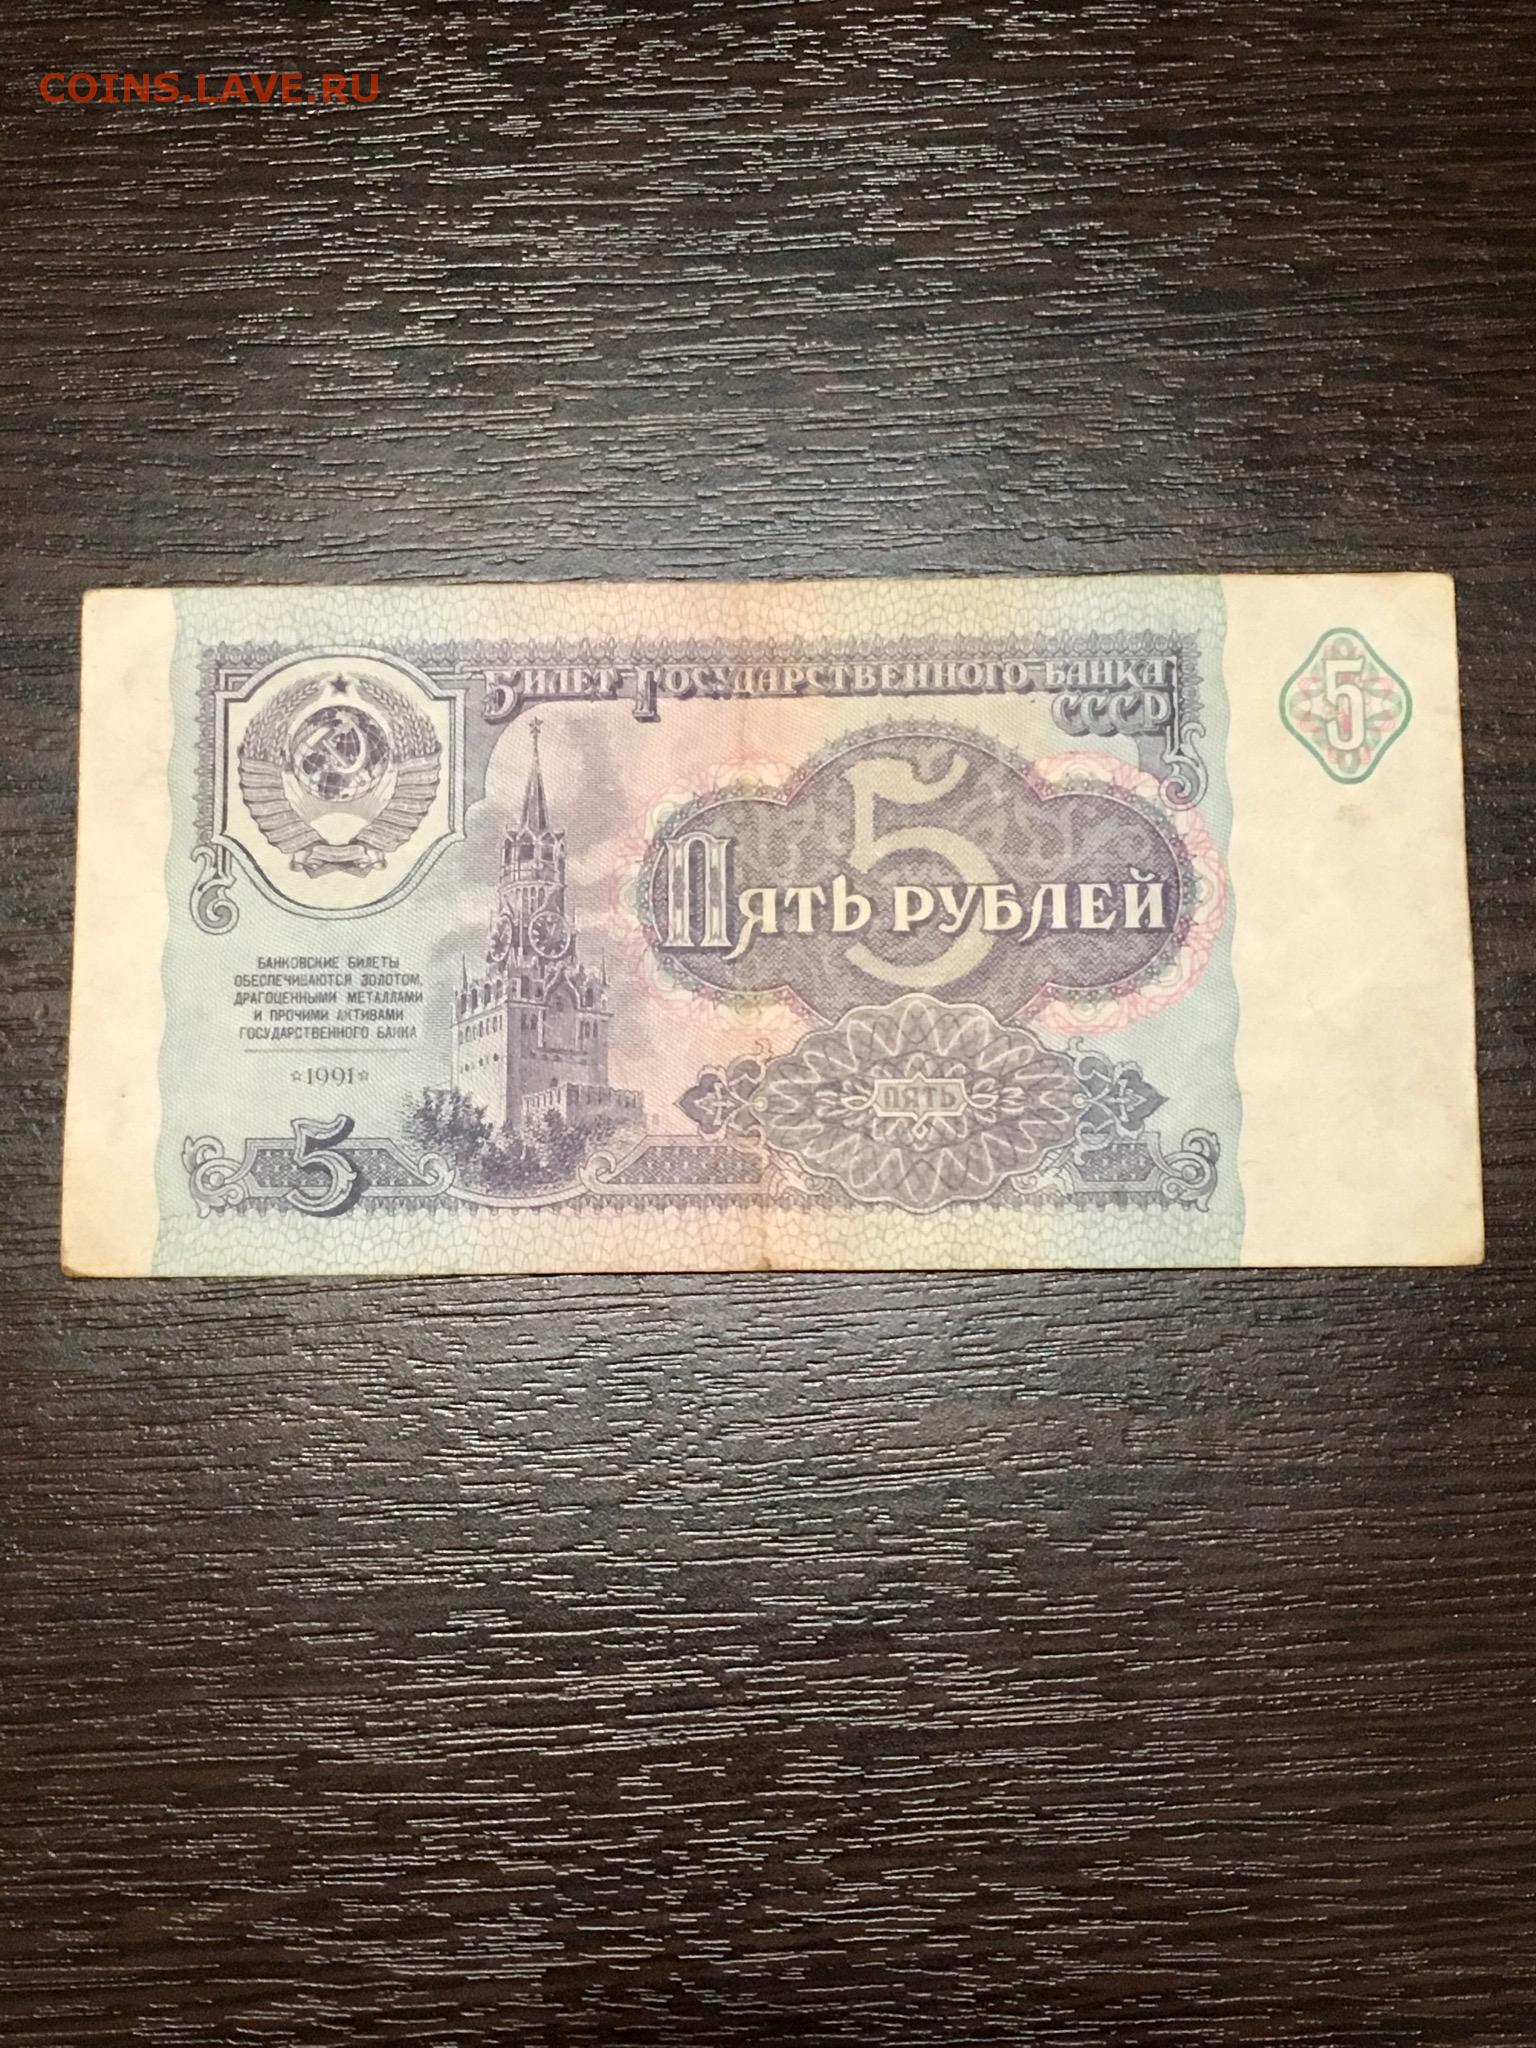 COINS.LAVE.RU
БИЛЕТ ГОСУДАРСТВЕННОГО БАНКА
СССР
5
5
ПЯТЬ РУБЛЕЙ
БАНКОВСКИЕ БИЛЕТЫ
ОБЕСПЕЧИВАЮТСЯ ЗОЛОТОМ,
ДРАГОЦЕННЫМИ МЕТАЛЛАМИ
И ПРОЧИМИ АКТИВАМИ
ГОСУДАРСТВЕННОГО БАНКА
☆1991☆
ПЯТЬ
5